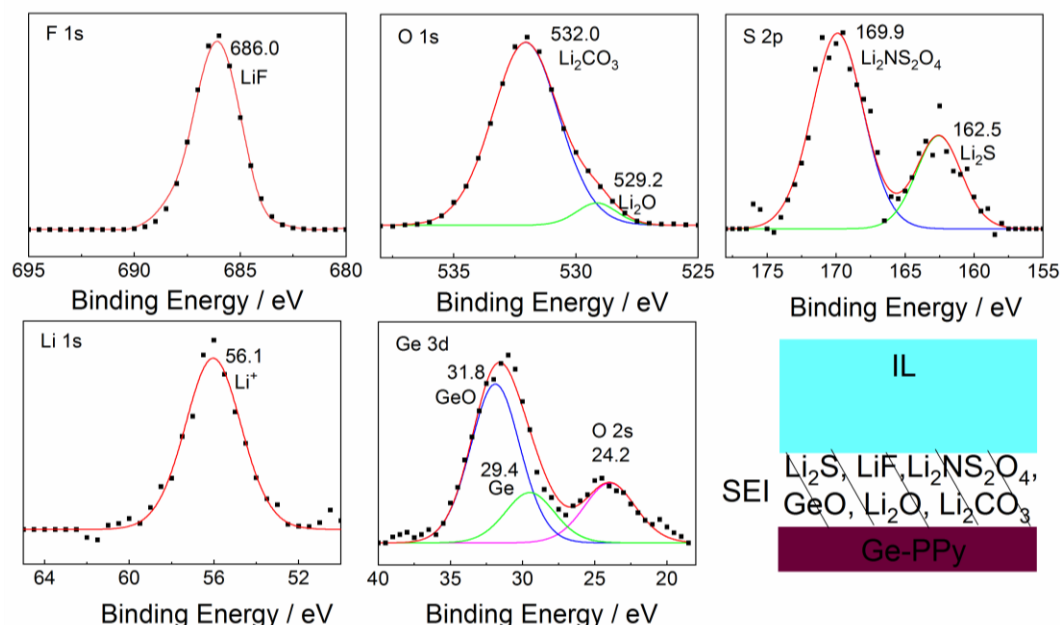 F 1s
686.0
LiF
695 690 685 680
Binding Energy / eV
O 1s
532.0
Li₂CO₃
529.2
Li₂O
535 530 525
Binding Energy / eV
S 2p
169.9
Li₂NS₂O₄
162.5
Li₂S
175 170 165 160 155
Binding Energy / eV
Li 1s
56.1
Li⁺
64 60 56 52
Binding Energy / eV
Ge 3d
31.8
GeO
29.4
Ge
O 2s
24.2
40 35 30 25 20
Binding Energy / eV
IL
SEI
Li₂S, LiF,Li₂NS₂O₄,
GeO, Li₂O, Li₂CO₃
Ge-PPy